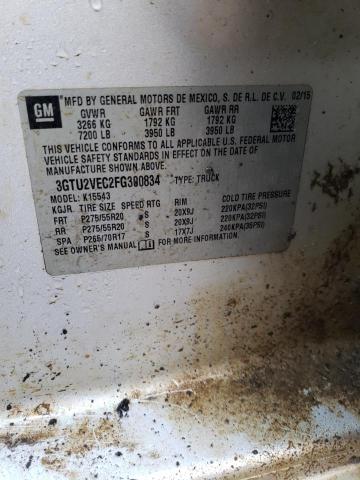 GM
MFD BY GENERAL MOTORS DE MEXICO, S. DE R.L. DE C.V. 02/15
GVWR GAWR FRT GAWR RR
3266 KG 1792 KG 1792 KG
7200 LB 3950 LB 3950 LB
THIS VEHICLE CONFORMS TO ALL APPLICABLE U.S. FEDERAL MOTOR
VEHICLE SAFETY STANDARDS IN EFFECT ON THE DATE OF
MANUFACTURE SHOWN ABOVE.
3GTU2VEC2FG300834 TYPE: TRUCK
MODEL: K15543
KGJR TIRE SIZE SPEED RTG RIM COLD TIRE PRESSURE
FRT P275/55R20 S 20X9J 220KPA(32PSI)
RR P275/55R20 S 20X9J 220KPA(32PSI)
SPA P265/70R17 S 17X7J 240KPA(35PSI)
SEE OWNER'S MANUAL